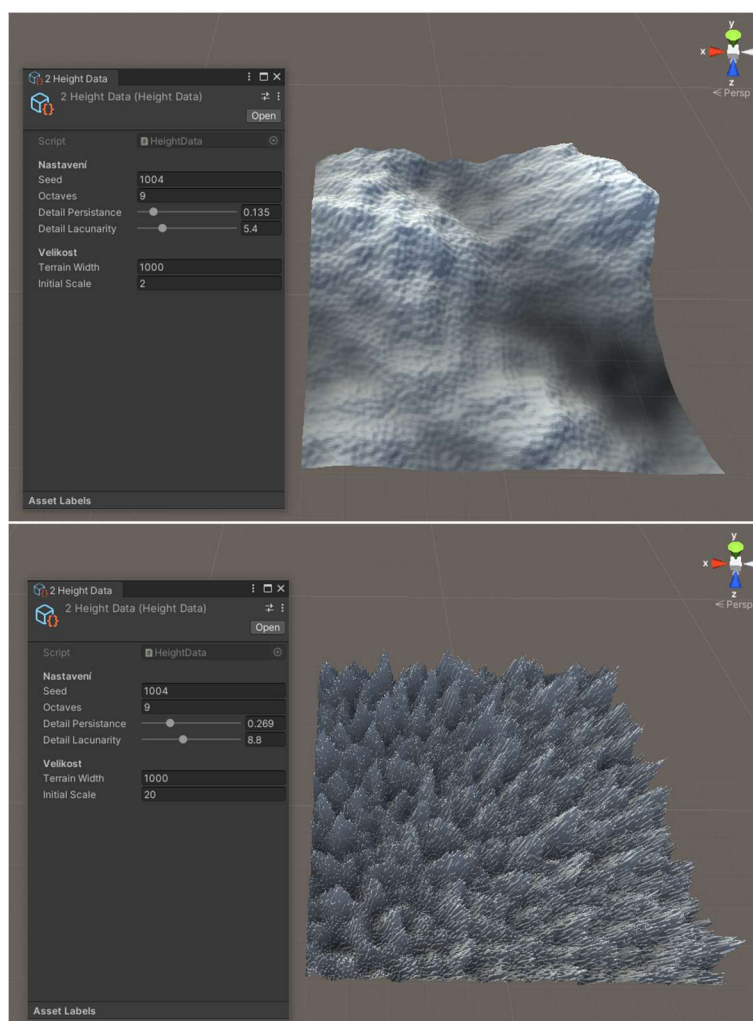 y
x
z
Persp
2 Height Data
2 Height Data (Height Data)
Open
Script HeightData
Nastavení
Seed 1004
Octaves 9
Detail Persistance 0.135
Detail Lacunarity 5.4
Velikost
Terrain Width 1000
Initial Scale 2
Asset Labels
y
x
z
Persp
2 Height Data
2 Height Data (Height Data)
Open
Script HeightData
Nastavení
Seed 1004
Octaves 9
Detail Persistance 0.269
Detail Lacunarity 8.8
Velikost
Terrain Width 1000
Initial Scale 20
Asset Labels